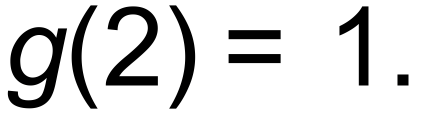 g(2) = 1.